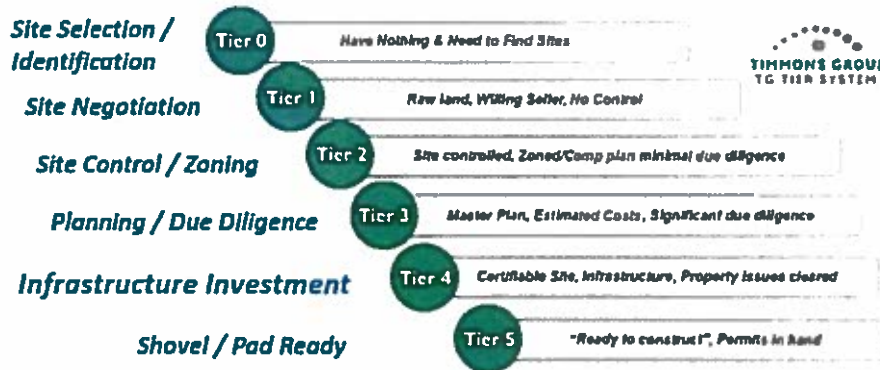 Site Selection /
Identification
Tier 0
Have Nothing & Need to Find Sites
TIMMONS GROUP
TG TIER SYSTEM
Site Negotiation
Tier 1
Raw land, Willing Seller, No Control
Site Control / Zoning
Tier 2
Site controlled, Zoned/Comp plan minimal due diligence
Planning / Due Diligence
Tier 3
Master Plan, Estimated Costs, Significant due diligence
Infrastructure Investment
Tier 4
Certifiable Site, Infrastructure, Property issues cleared
Shovel / Pad Ready
Tier 5
"Ready to construct", Permits in hand